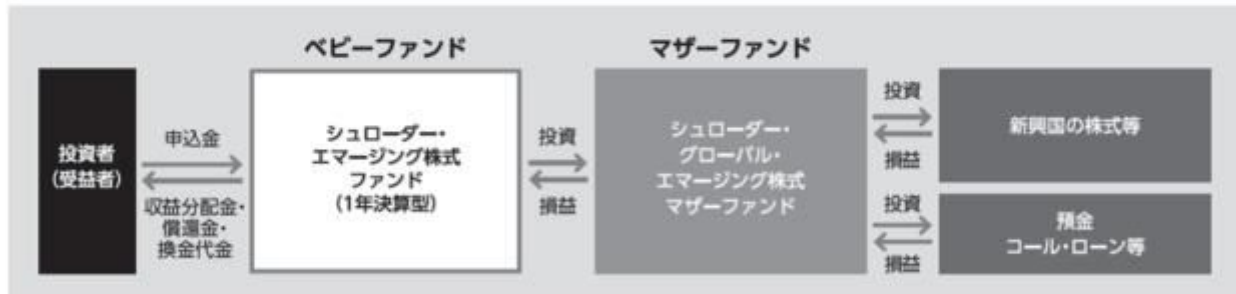 ベビーファンド
マザーファンド
投資者
(受益者)
申込金
収益分配金・
償還金・
換金代金
シュローダー・
エマージング株式
ファンド
(1年決算型)
投資
損益
シュローダー・
グローバル・
エマージング株式
マザーファンド
投資
損益
新興国の株式等
投資
損益
預金
コール・ローン等